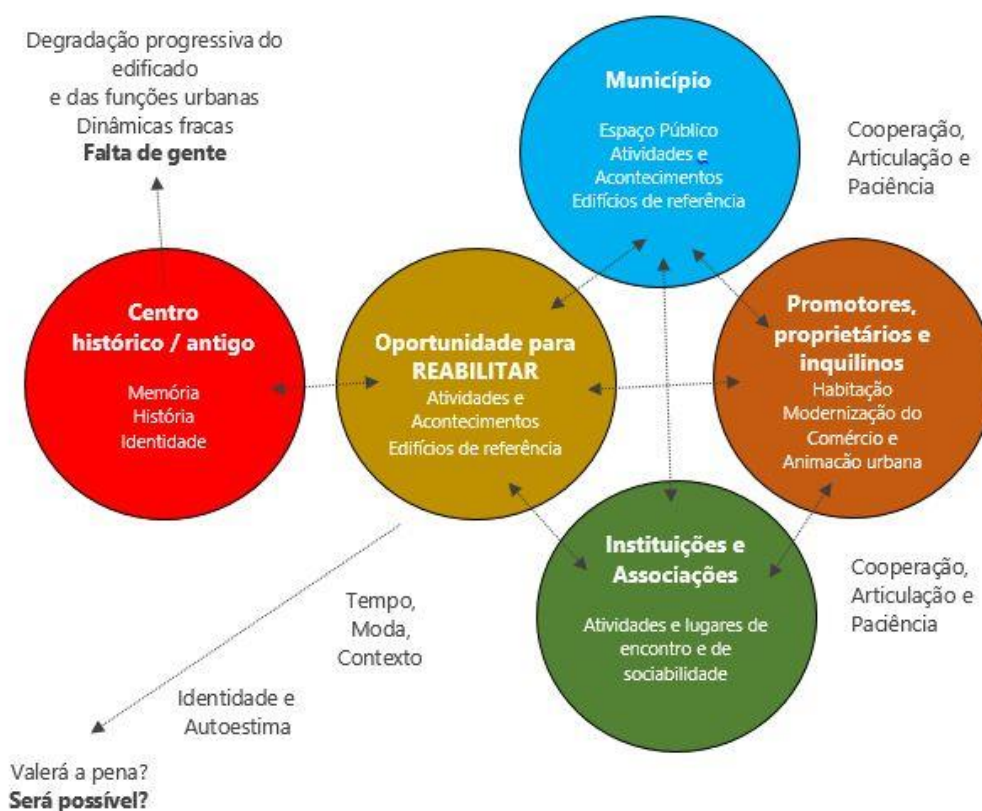 Degradação progressiva do
edificado
e das funções urbanas
Dinâmicas fracas
Falta de gente
Município
Espaço Público
Atividades e
Acontecimentos
Edifícios de referência
Cooperação,
Articulação e
Paciência
Centro
histórico / antigo
Memória
História
Identidade
Oportunidade para
REABILITAR
Atividades e
Acontecimentos
Edifícios de referência
Promotores,
proprietários e
inquilinos
Habitação
Modernização do
Comércio e
Animacão urbana
Instituições e
Associações
Atividades e lugares de
encontro e de
sociabilidade
Cooperação,
Articulação e
Paciência
Tempo,
Moda,
Contexto
Identidade e
Autoestima
Valerá a pena?
Será possível?